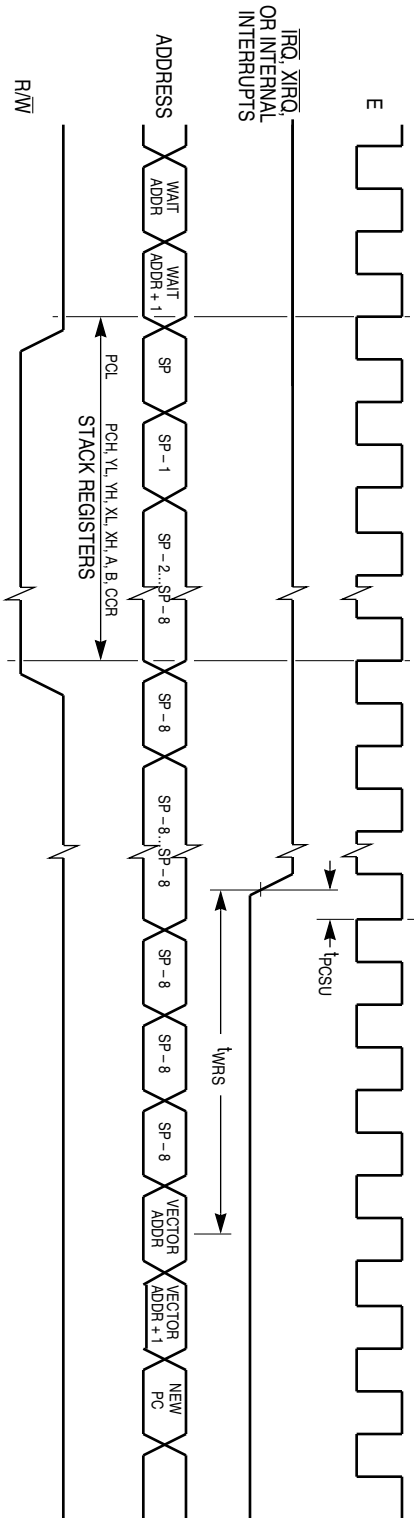 E
IRQ, XIRQ,
OR INTERNAL
INTERRUPTS
tPCSU
tWRS
ADDRESS
WAIT
ADDR
WAIT
ADDR + 1
SP
SP – 1
SP – 2...SP – 8
SP – 8
SP – 8...SP – 8
SP – 8
SP – 8
SP – 8
VECTOR
ADDR
VECTOR
ADDR + 1
NEW
PC
PCL
PCH, YL, YH, XL, XH, A, B, CCR
STACK REGISTERS
R/W